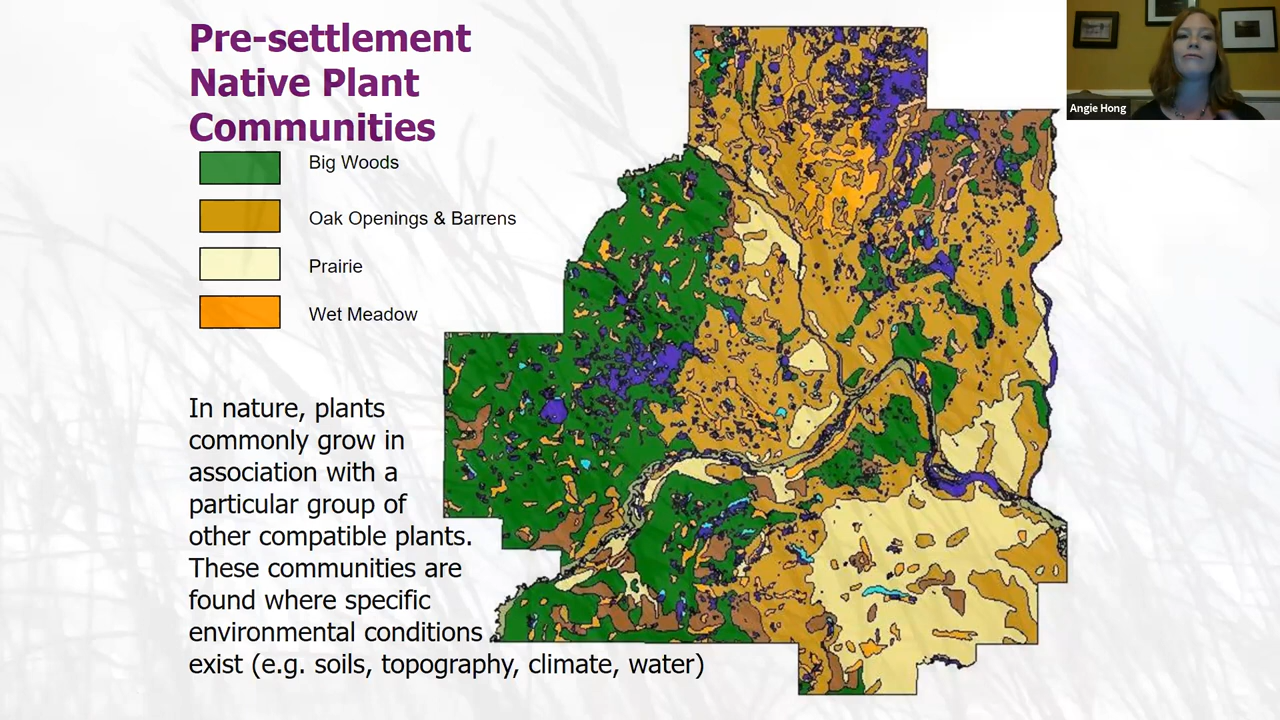 Pre-settlement
Native Plant
Communities
Big Woods
Oak Openings & Barrens
Prairie
Wet Meadow
In nature, plants
commonly grow in
association with a
particular group of
other compatible plants.
These communities are
found where specific
environmental conditions
exist (e.g. soils, topography, climate, water)
Angie Hong